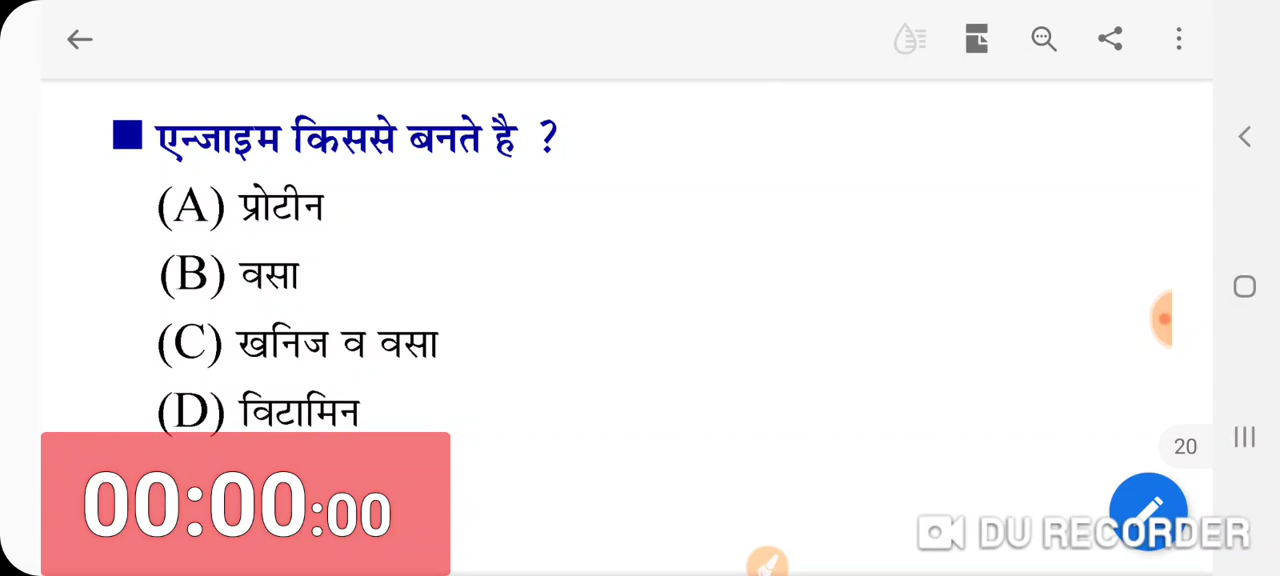 एन्जाइम किससे बनते है ?
(A) प्रोटीन
(B) वसा
(C) खनिज व वसा
(D) विटामिन
20
00:00:00
DU RECORDER